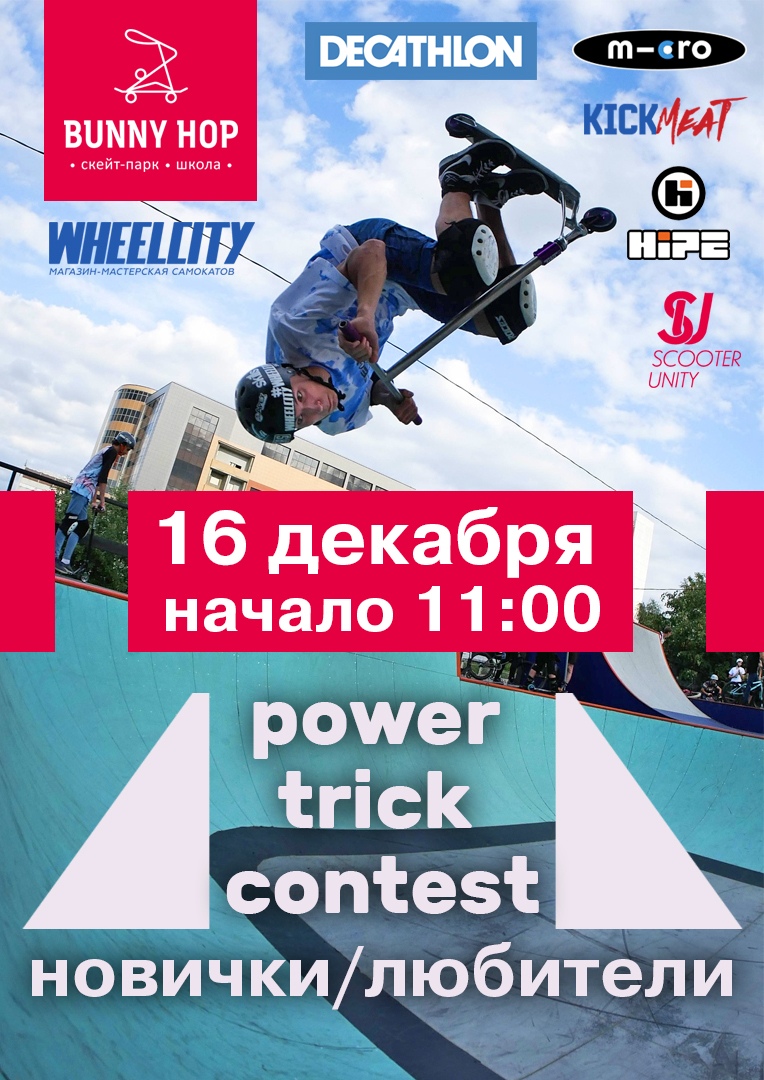 BUNNY HOP
• скейт-парк • школа •
DECATHLON
m-cro
KICKMEAT
HIPE
WHEELCITY
МАГАЗИН-МАСТЕРСКАЯ САМОКАТОВ
SCOOTER
UNITY
16 декабря
начало 11:00
power
trick
contest
новички/любители